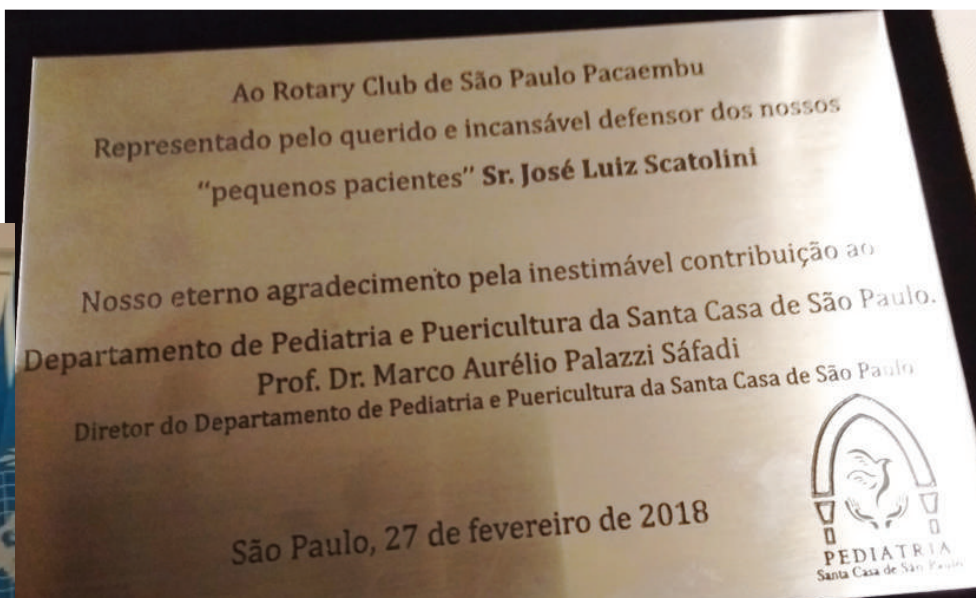 Ao Rotary Club de São Paulo Pacaembu
Representado pelo querido e incansável defensor dos nossos
“pequenos pacientes” Sr. José Luiz Scatolini
Nosso eterno agradecimento pela inestimável contribuição ao
Departamento de Pediatria e Puericultura da Santa Casa de São Paulo.
Prof. Dr. Marco Aurélio Palazzi Sáfadi
Diretor do Departamento de Pediatria e Puericultura da Santa Casa de São Paulo
São Paulo, 27 de fevereiro de 2018
PEDIATRIA
Santa Casa de São Paulo